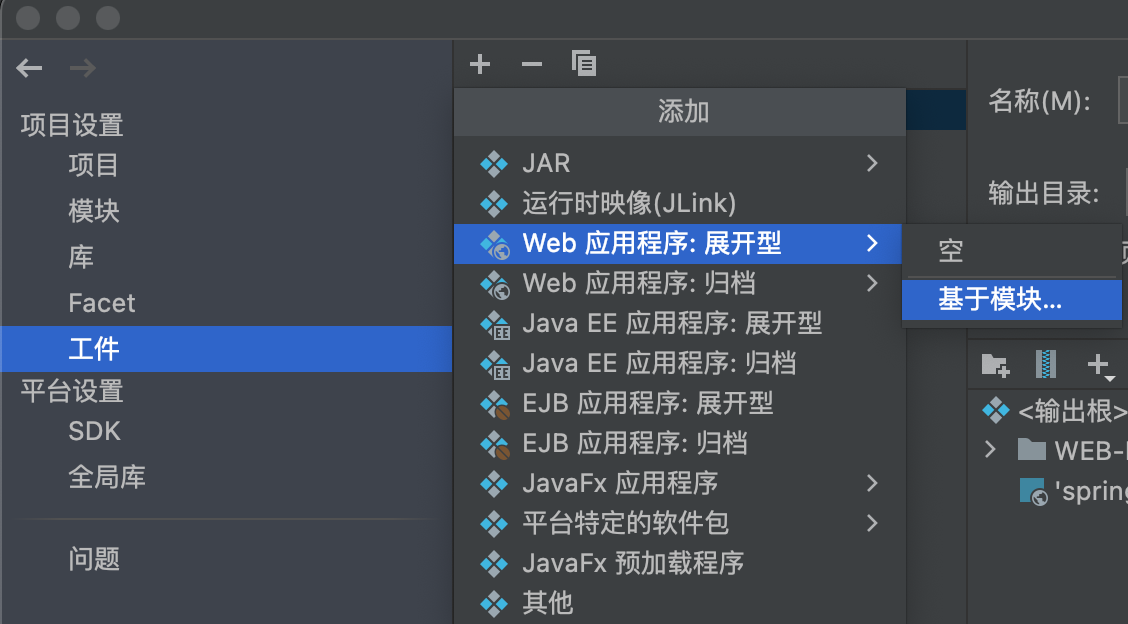 项目设置
项目
模块
库
Facet
工件
平台设置
SDK
全局库
问题
添加
JAR
运行时映像(JLink)
Web 应用程序: 展开型
Web 应用程序: 归档
Java EE 应用程序: 展开型
Java EE 应用程序: 归档
EJB 应用程序: 展开型
EJB 应用程序: 归档
JavaFx 应用程序
平台特定的软件包
JavaFx 预加载程序
其他
空
基于模块...
名称(M):
输出目录:
<输出根>
WEB-
'spring